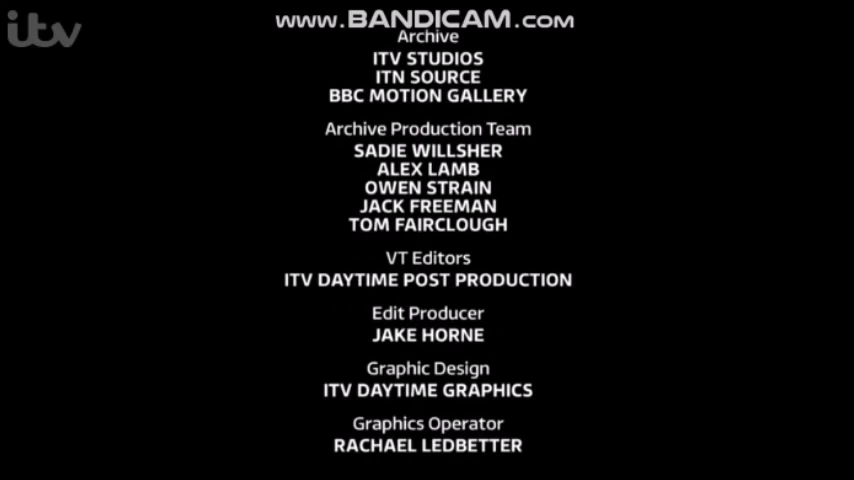 itv
www.BANDICAM.com
Archive
ITV STUDIOS
ITN SOURCE
BBC MOTION GALLERY
Archive Production Team
SADIE WILLSHER
ALEX LAMB
OWEN STRAIN
JACK FREEMAN
TOM FAIRCLOUGH
VT Editors
ITV DAYTIME POST PRODUCTION
Edit Producer
JAKE HORNE
Graphic Design
ITV DAYTIME GRAPHICS
Graphics Operator
RACHAEL LEDBETTER